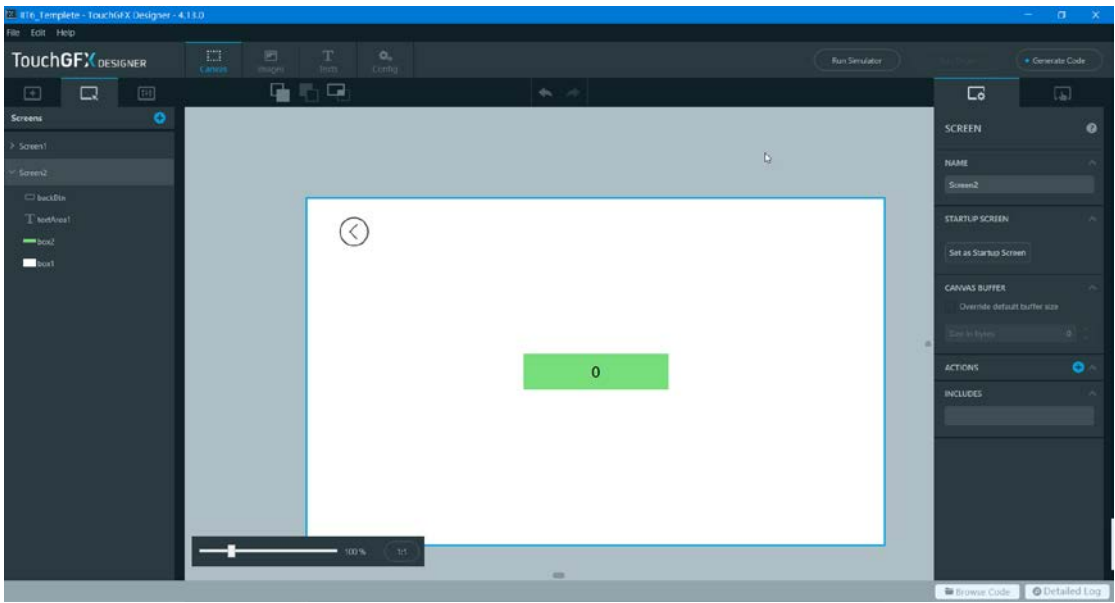 RT6_Templete - TouchGFX Designer - 4.13.0
File Edit Help
TouchGFX DESIGNER
Canvas Images Texts Config
Run Simulator
Generate Code
Screens
SCREEN
Screen1
NAME
Screen2
Screen2
backBtn
textArea1
STARTUP SCREEN
box2
Set as Startup Screen
box1
CANVAS BUFFER
Override default buffer size
Size in Bytes 0
0
ACTIONS
INCLUDES
100 % 1:1
Browse Code Detailed Log